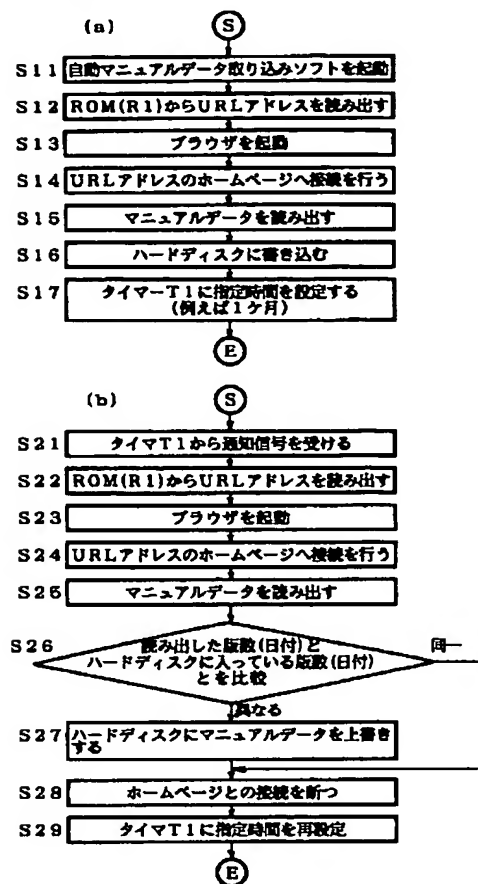 (a)
S
S11 自動マニュアルデータ取り込みソフトを起動
S12 ROM(R1)からURLアドレスを読み出す
S13 ブラウザを起動
S14 URLアドレスのホームページへ接続を行う
S15 マニュアルデータを読み出す
S16 ハードディスクに書き込む
S17 タイマーT1に指定時間を設定する
(例えば1ケ月)
E
(b)
S
S21 タイマT1から通知信号を受ける
S22 ROM(R1)からURLアドレスを読み出す
S23 ブラウザを起動
S24 URLアドレスのホームページへ接続を行う
S25 マニュアルデータを読み出す
S26 読み出した版数(日付)と 同一
ハードディスクに入っている版数(日付)
とを比較
異なる
S27 ハードディスクにマニュアルデータを上書き
する
S28 ホームページとの接続を断つ
S29 タイマT1に指定時間を再設定
E